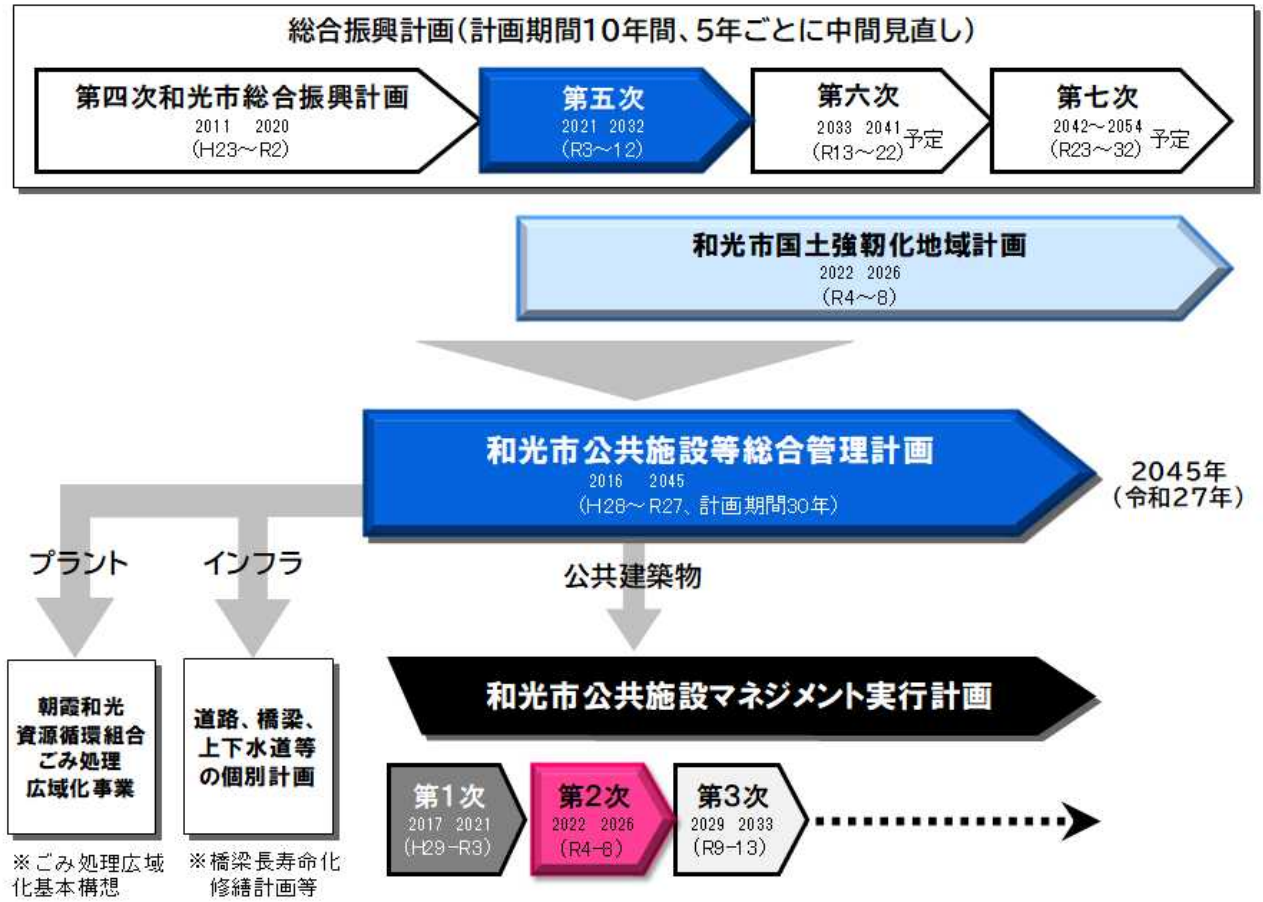 総合振興計画(計画期間10年間、5年ごとに中間見直し)
第四次和光市総合振興計画
2011 2020
(H23~R2)
第五次
2021 2032
(R3~12)
第六次
2033 2041
(R13~22)予定
第七次
2042~2054
(R23~32) 予定
和光市国土強靭化地域計画
2022 2026
(R4~8)
和光市公共施設等総合管理計画
2016 2045
(H28~R27、計画期間30年)
2045年
(令和27年)
プラント
インフラ
公共建築物
朝霞和光
資源循環組合
ごみ処理
広域化事業
※ごみ処理広域
化基本構想
道路、橋梁、
上下水道等
の個別計画
※橋梁長寿命化
修繕計画等
和光市公共施設マネジメント実行計画
第1次
2017 2021
(H29-R3)
第2次
2022 2026
(R4-8)
第3次
2029 2033
(R9-13)